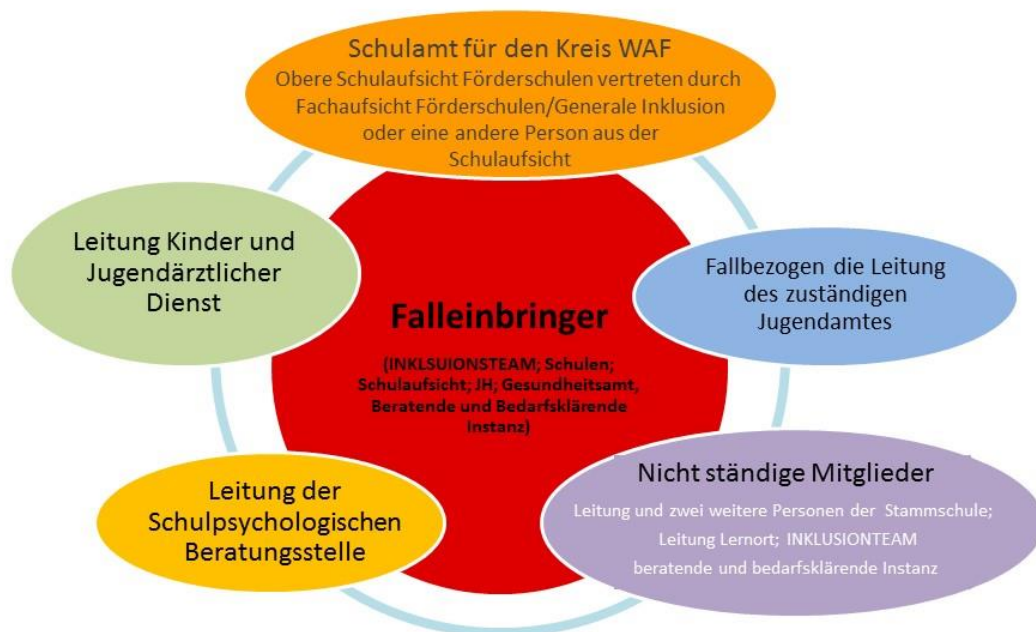 Schulamt für den Kreis WAF
Obere Schulaufsicht Förderschulen vertreten durch
Fachaufsicht Förderschulen/Generale Inklusion
oder eine andere Person aus der
Schulaufsicht
Leitung Kinder und
Jugendärztlicher
Dienst
Fallbezogen die Leitung
des zuständigen
Jugendamtes
Falleinbringer
(INKLSUIONSTEAM; Schulen;
Schulaufsicht; JH; Gesundheitsamt,
Beratende und Bedarfsklärende
Instanz)
Leitung der
Schulpsychologischen
Beratungsstelle
Nicht ständige Mitglieder
Leitung und zwei weitere Personen der Stammschule;
Leitung Lernort; INKLUSIONTEAM
beratende und bedarfsklärende Instanz